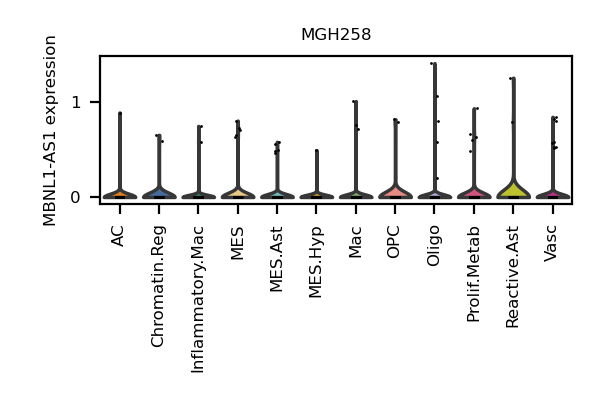 MGH258
MBNL1-AS1 expression
1
0
AC
Chromatin.Reg
Inflammatory.Mac
MES
MES.Ast
MES.Hyp
Mac
OPC
Oligo
Prolif.Metab
Reactive.Ast
Vasc